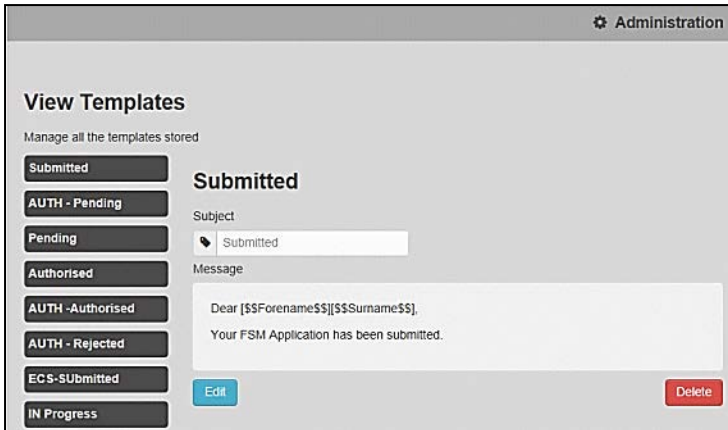 Administration
View Templates
Manage all the templates stored
Submitted
AUTH - Pending
Pending
Authorised
AUTH -Authorised
AUTH - Rejected
ECS-SUbmitted
IN Progress
Submitted
Subject
Submitted
Message
Dear [$$Forename$$][$$Surname$$],
Your FSM Application has been submitted.
Edit
Delete